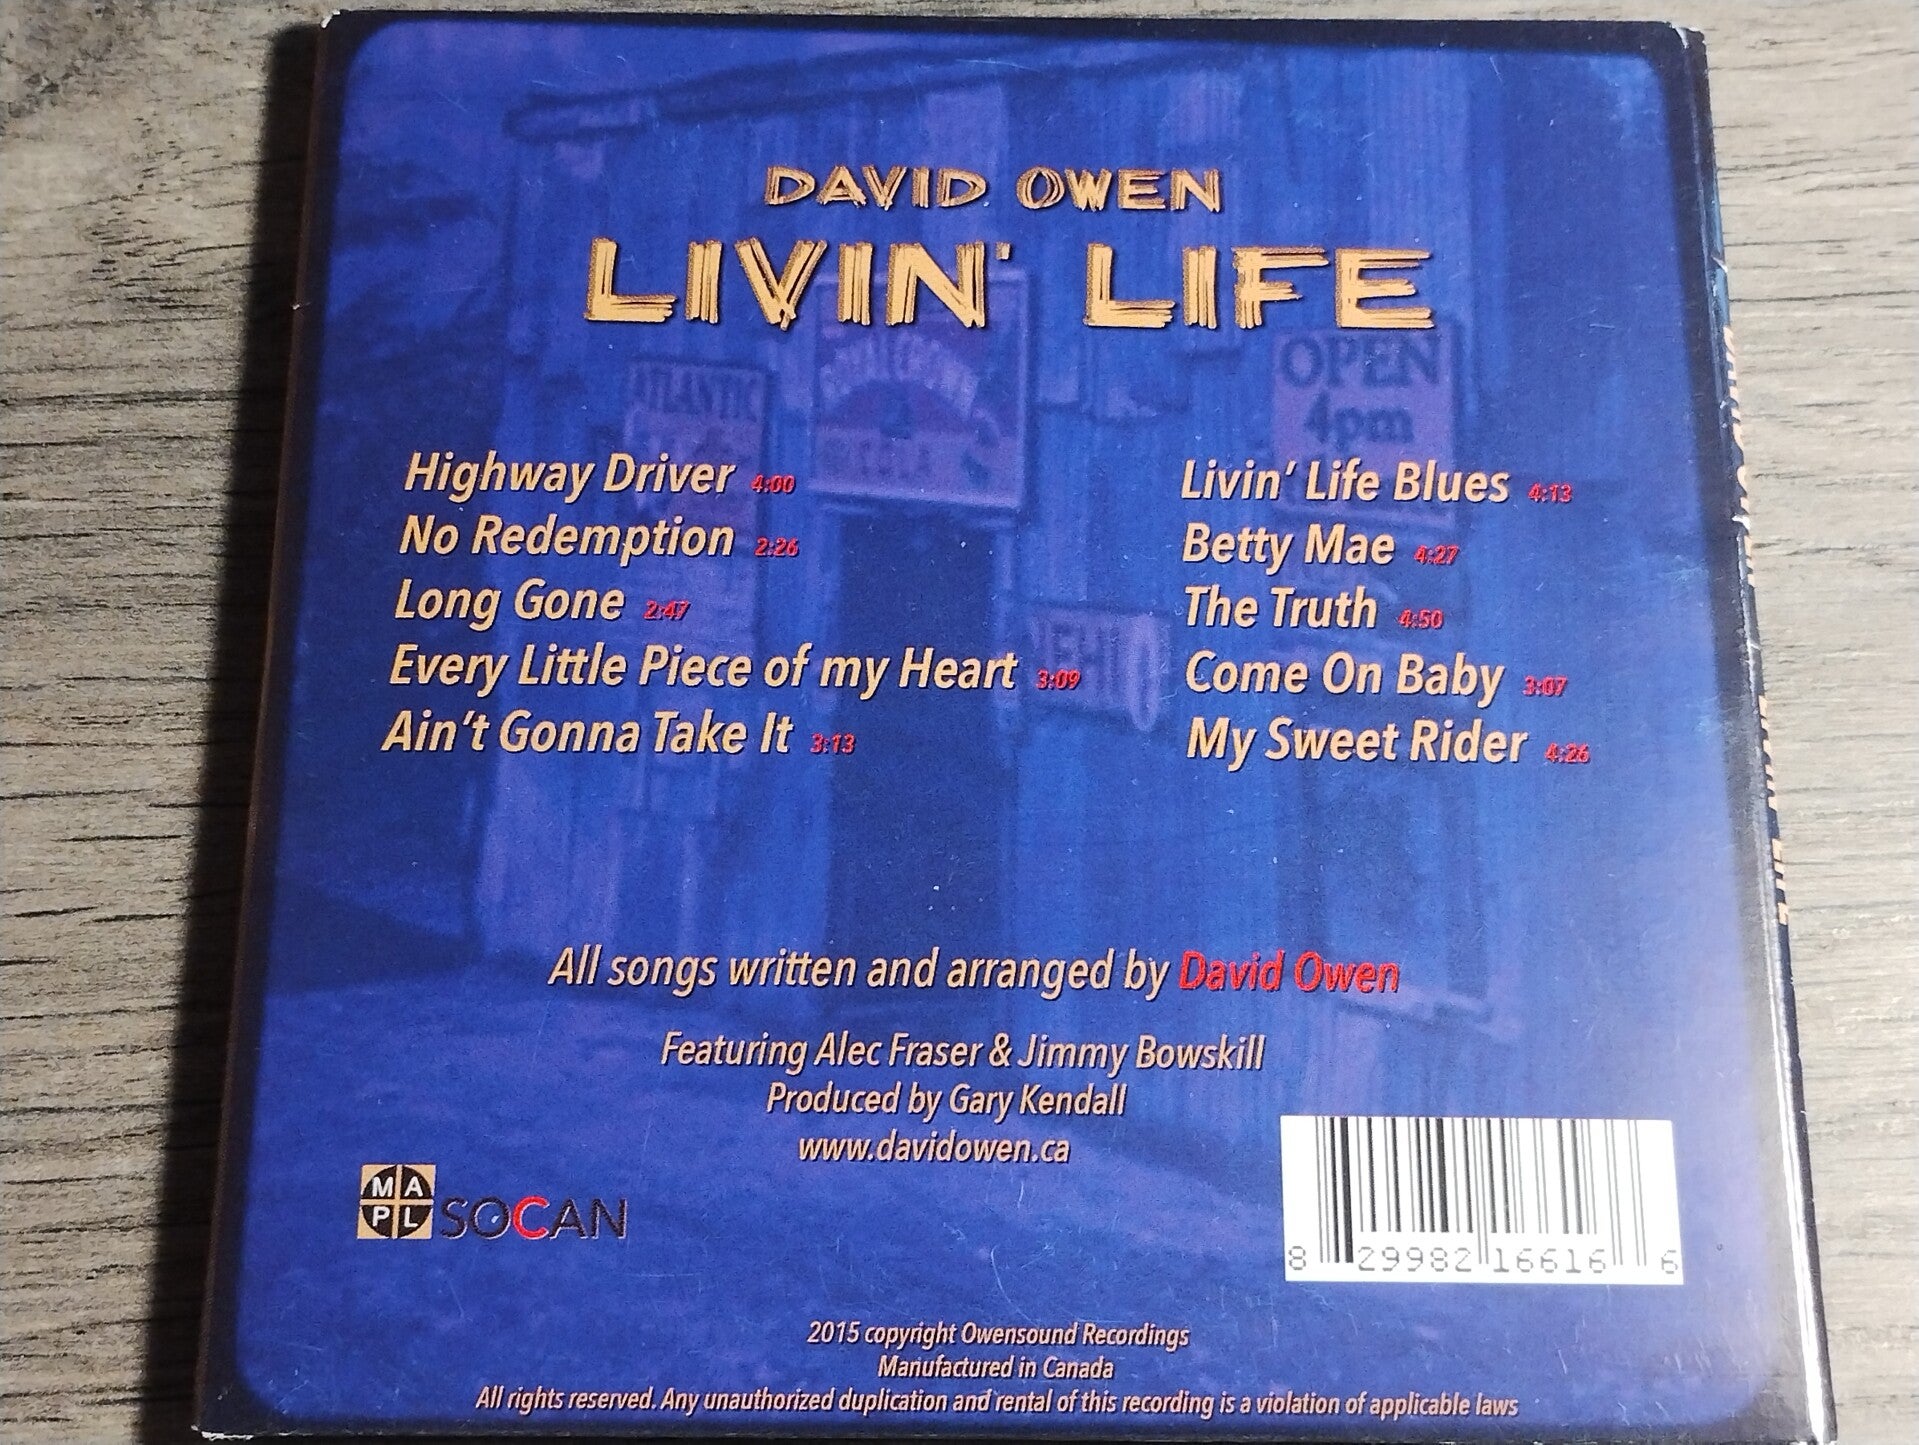 DAVID OWEN
LIVIN' LIFE
ATLANTIC
OPEN
4pm
Highway Driver 4:00
No Redemption 2:26
Long Gone 2:47
Every Little Piece of my Heart 3:09
Ain't Gonna Take It 3:13
Livin' Life Blues 4:13
Betty Mae 4:27
The Truth 4:50
Come On Baby 3:07
My Sweet Rider 4:26
All songs written and arranged by David Owen
Featuring Alec Fraser & Jimmy Bowskill
Produced by Gary Kendall
www.davidowen.ca
MA
PL
SOCAN
8 29982 16616 6
2015 copyright Owensound Recordings
Manufactured in Canada
All rights reserved. Any unauthorized duplication and rental of this recording is a violation of applicable laws